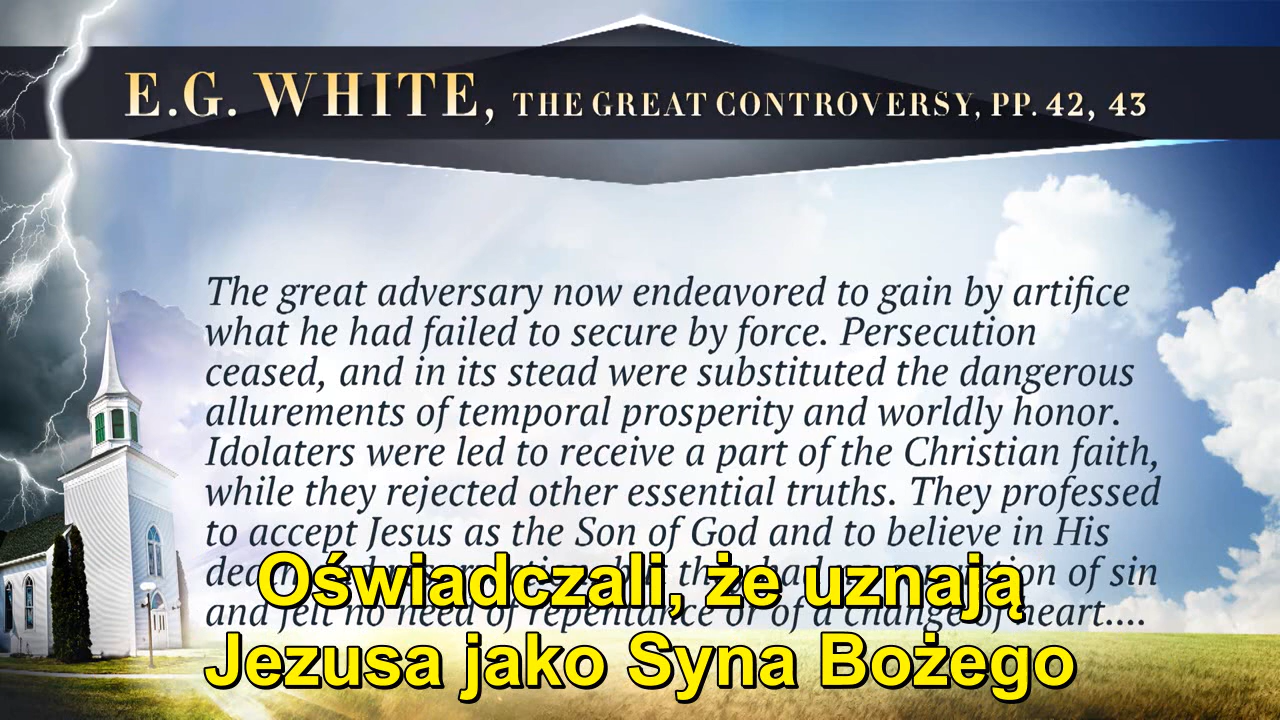 E.G. WHITE, THE GREAT CONTROVERSY, PP. 42, 43
The great adversary now endeavored to gain by artifice
what he had failed to secure by force. Persecution
ceased, and in its stead were substituted the dangerous
allurements of temporal prosperity and worldly honor.
Idolaters were led to receive a part of the Christian faith,
while they rejected other essential truths. They professed
to accept Jesus as the Son of God and to believe in His
of sin
and felt no need of repentance or of a change of heart....
Oświadczali, że uznają
Jezusa jako Syna Bożego